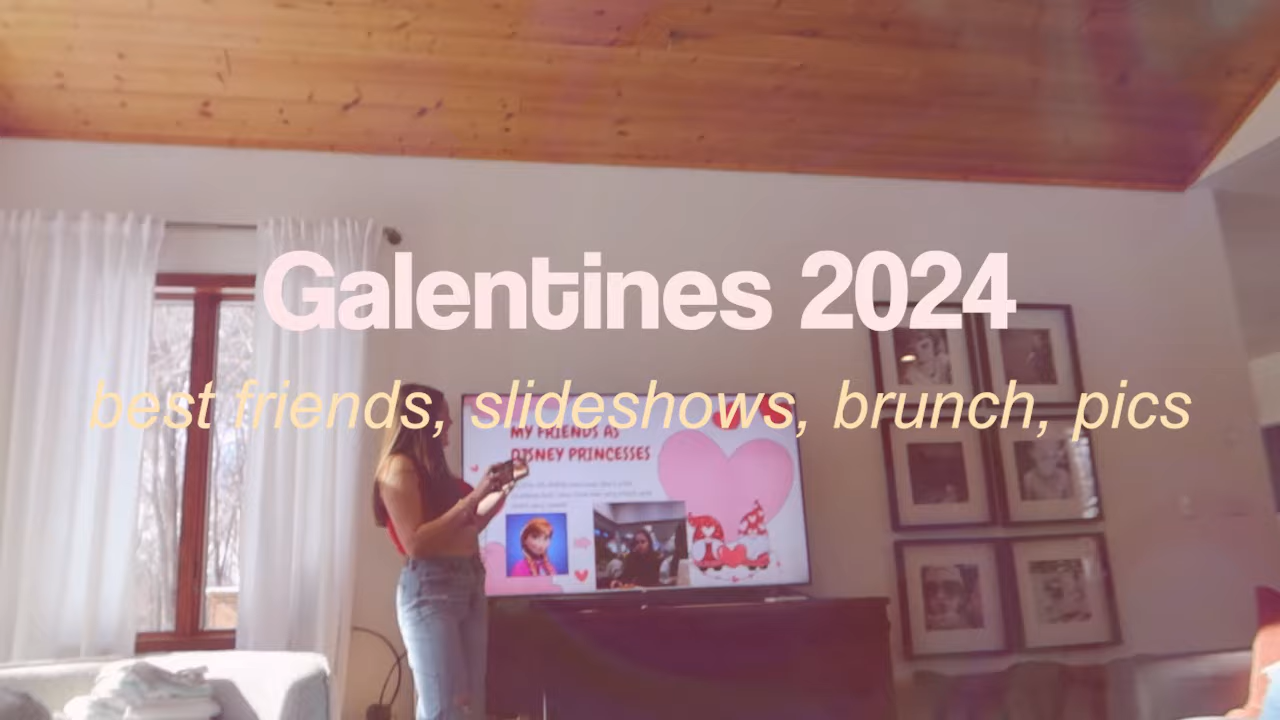 Galentines 2024
best friends, slideshows, brunch, pics
MY FRIENDS AS
DISNEY PRINCESSES